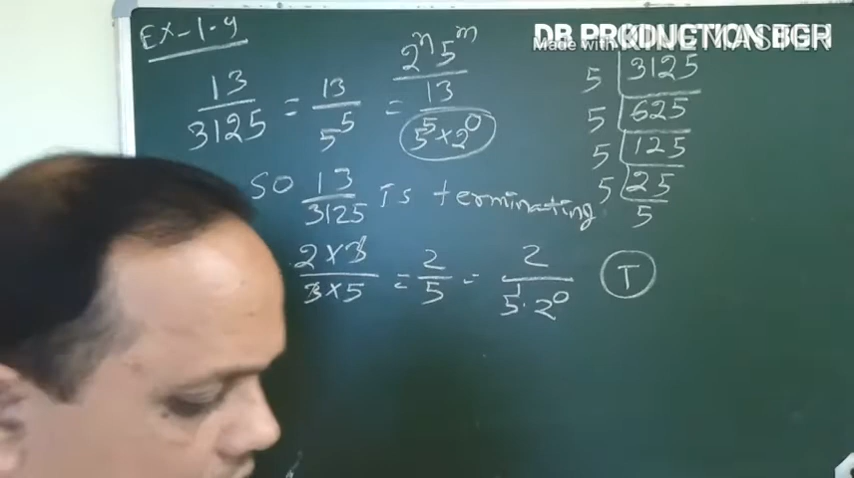 Ex-1.4
2^n 5^m
13/3125 = 13/5^5 = 13/(5^5×2^0)
So 13/3125 is terminating
(2×3)/(3×5) = 2/5 = 2/(5^1·2^0) T
5 | 3125
5 | 625
5 | 125
5 | 25
5
DB PRODUCTION BGR
Made with KINEMASTER